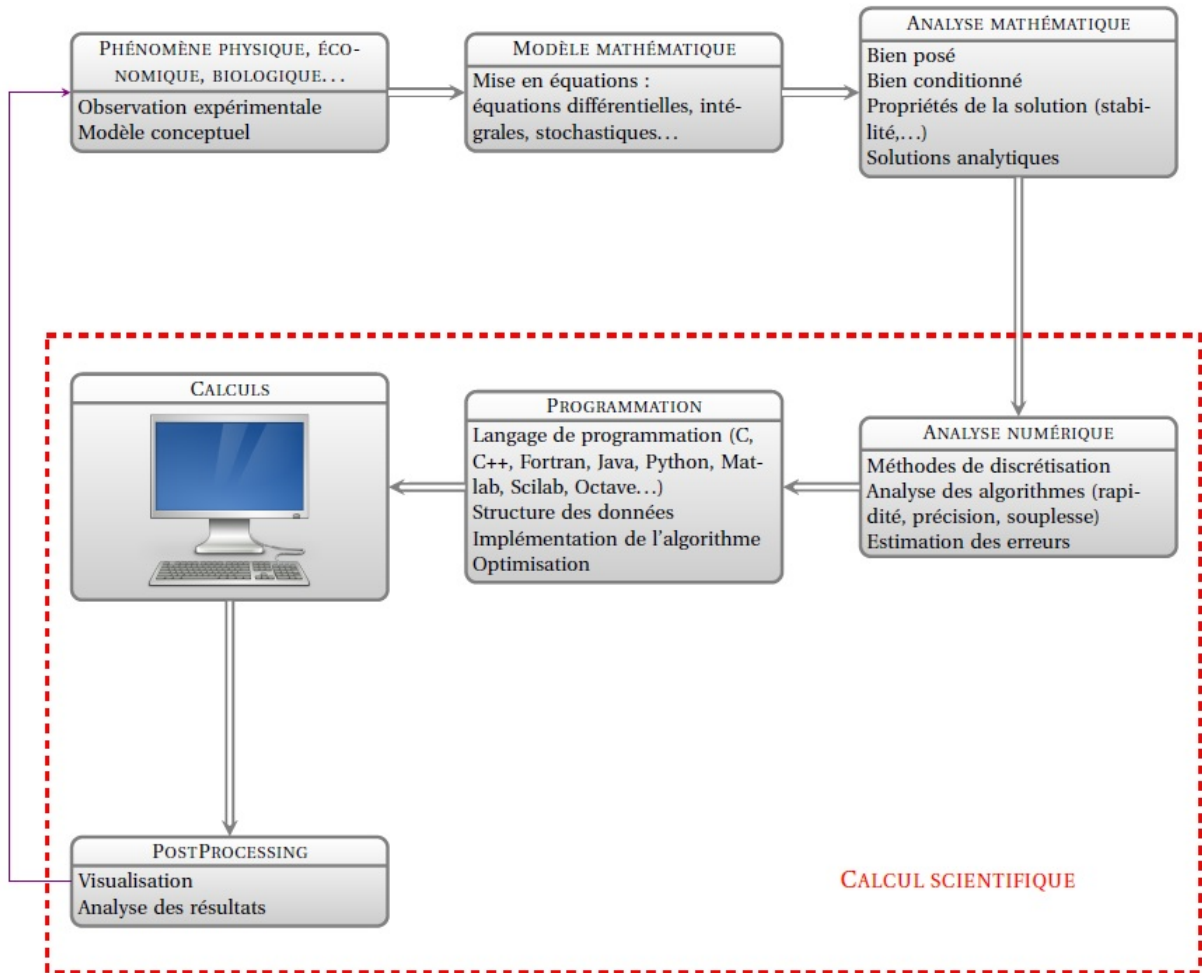 PHÉNOMÈNE PHYSIQUE, ÉCO-
NOMIQUE, BIOLOGIQUE...
Observation expérimentale
Modèle conceptuel
MODÈLE MATHÉMATIQUE
Mise en équations :
équations différentielles, inté-
grales, stochastiques...
ANALYSE MATHÉMATIQUE
Bien posé
Bien conditionné
Propriétés de la solution (stabi-
lité,...)
Solutions analytiques
ANALYSE NUMÉRIQUE
Méthodes de discrétisation
Analyse des algorithmes (rapi-
dité, précision, souplesse)
Estimation des erreurs
PROGRAMMATION
Langage de programmation (C,
C++, Fortran, Java, Python, Mat-
lab, Scilab, Octave...)
Structure des données
Implémentation de l'algorithme
Optimisation
CALCULS
POSTPROCESSING
Visualisation
Analyse des résultats
CALCUL SCIENTIFIQUE